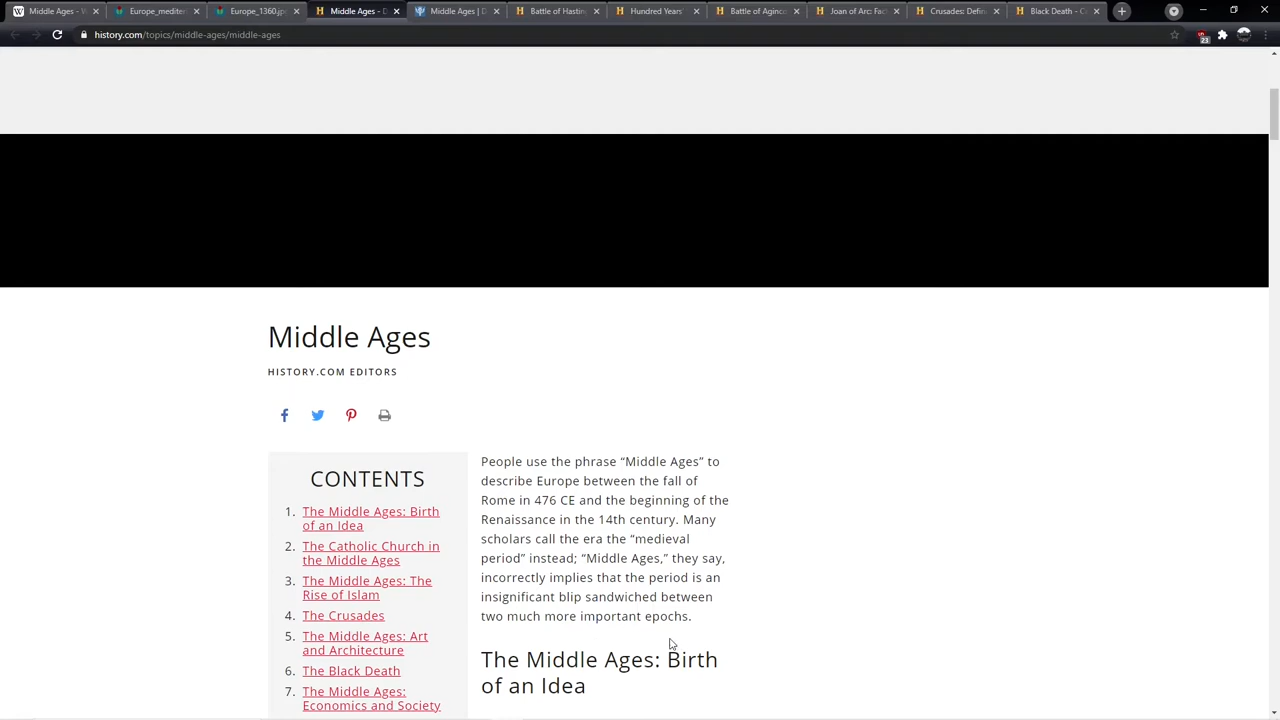 Middle Ages - V
Europe_mediter
Europe_1360.jpg
Middle Ages - D
Middle Ages | D
Battle of Hasting
Hundred Years'
Battle of Aginco
Joan of Arc: Fac
Crusades: Defin
Black Death - C
history.com/topics/middle-ages/middle-ages
23
Middle Ages
HISTORY.COM EDITORS
CONTENTS
1. The Middle Ages: Birth
of an Idea
2. The Catholic Church in
the Middle Ages
3. The Middle Ages: The
Rise of Islam
4. The Crusades
5. The Middle Ages: Art
and Architecture
6. The Black Death
7. The Middle Ages:
Economics and Society
People use the phrase “Middle Ages” to
describe Europe between the fall of
Rome in 476 CE and the beginning of the
Renaissance in the 14th century. Many
scholars call the era the “medieval
period” instead; “Middle Ages,” they say,
incorrectly implies that the period is an
insignificant blip sandwiched between
two much more important epochs.
The Middle Ages: Birth
of an Idea